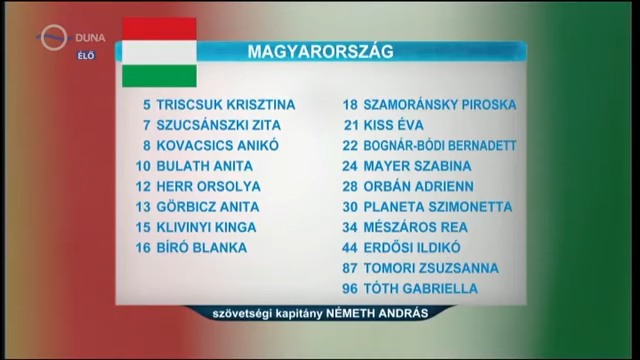 DUNA
ÉLŐ
MAGYARORSZÁG
5 TRISCSUK KRISZTINA
7 SZUCSÁNSZKI ZITA
8 KOVACSICS ANIKÓ
10 BULATH ANITA
12 HERR ORSOLYA
13 GÖRBICZ ANITA
15 KLIVINYI KINGA
16 BÍRÓ BLANKA
18 SZAMORÁNSKY PIROSKA
21 KISS ÉVA
22 BOGNÁR-BÓDI BERNADETT
24 MAYER SZABINA
28 ORBÁN ADRIENN
30 PLANETA SZIMONETTA
34 MÉSZÁROS REA
44 ERDŐSI ILDIKÓ
87 TOMORI ZSUZSANNA
96 TÓTH GABRIELLA
szövetségi kapitány NÉMETH ANDRÁS